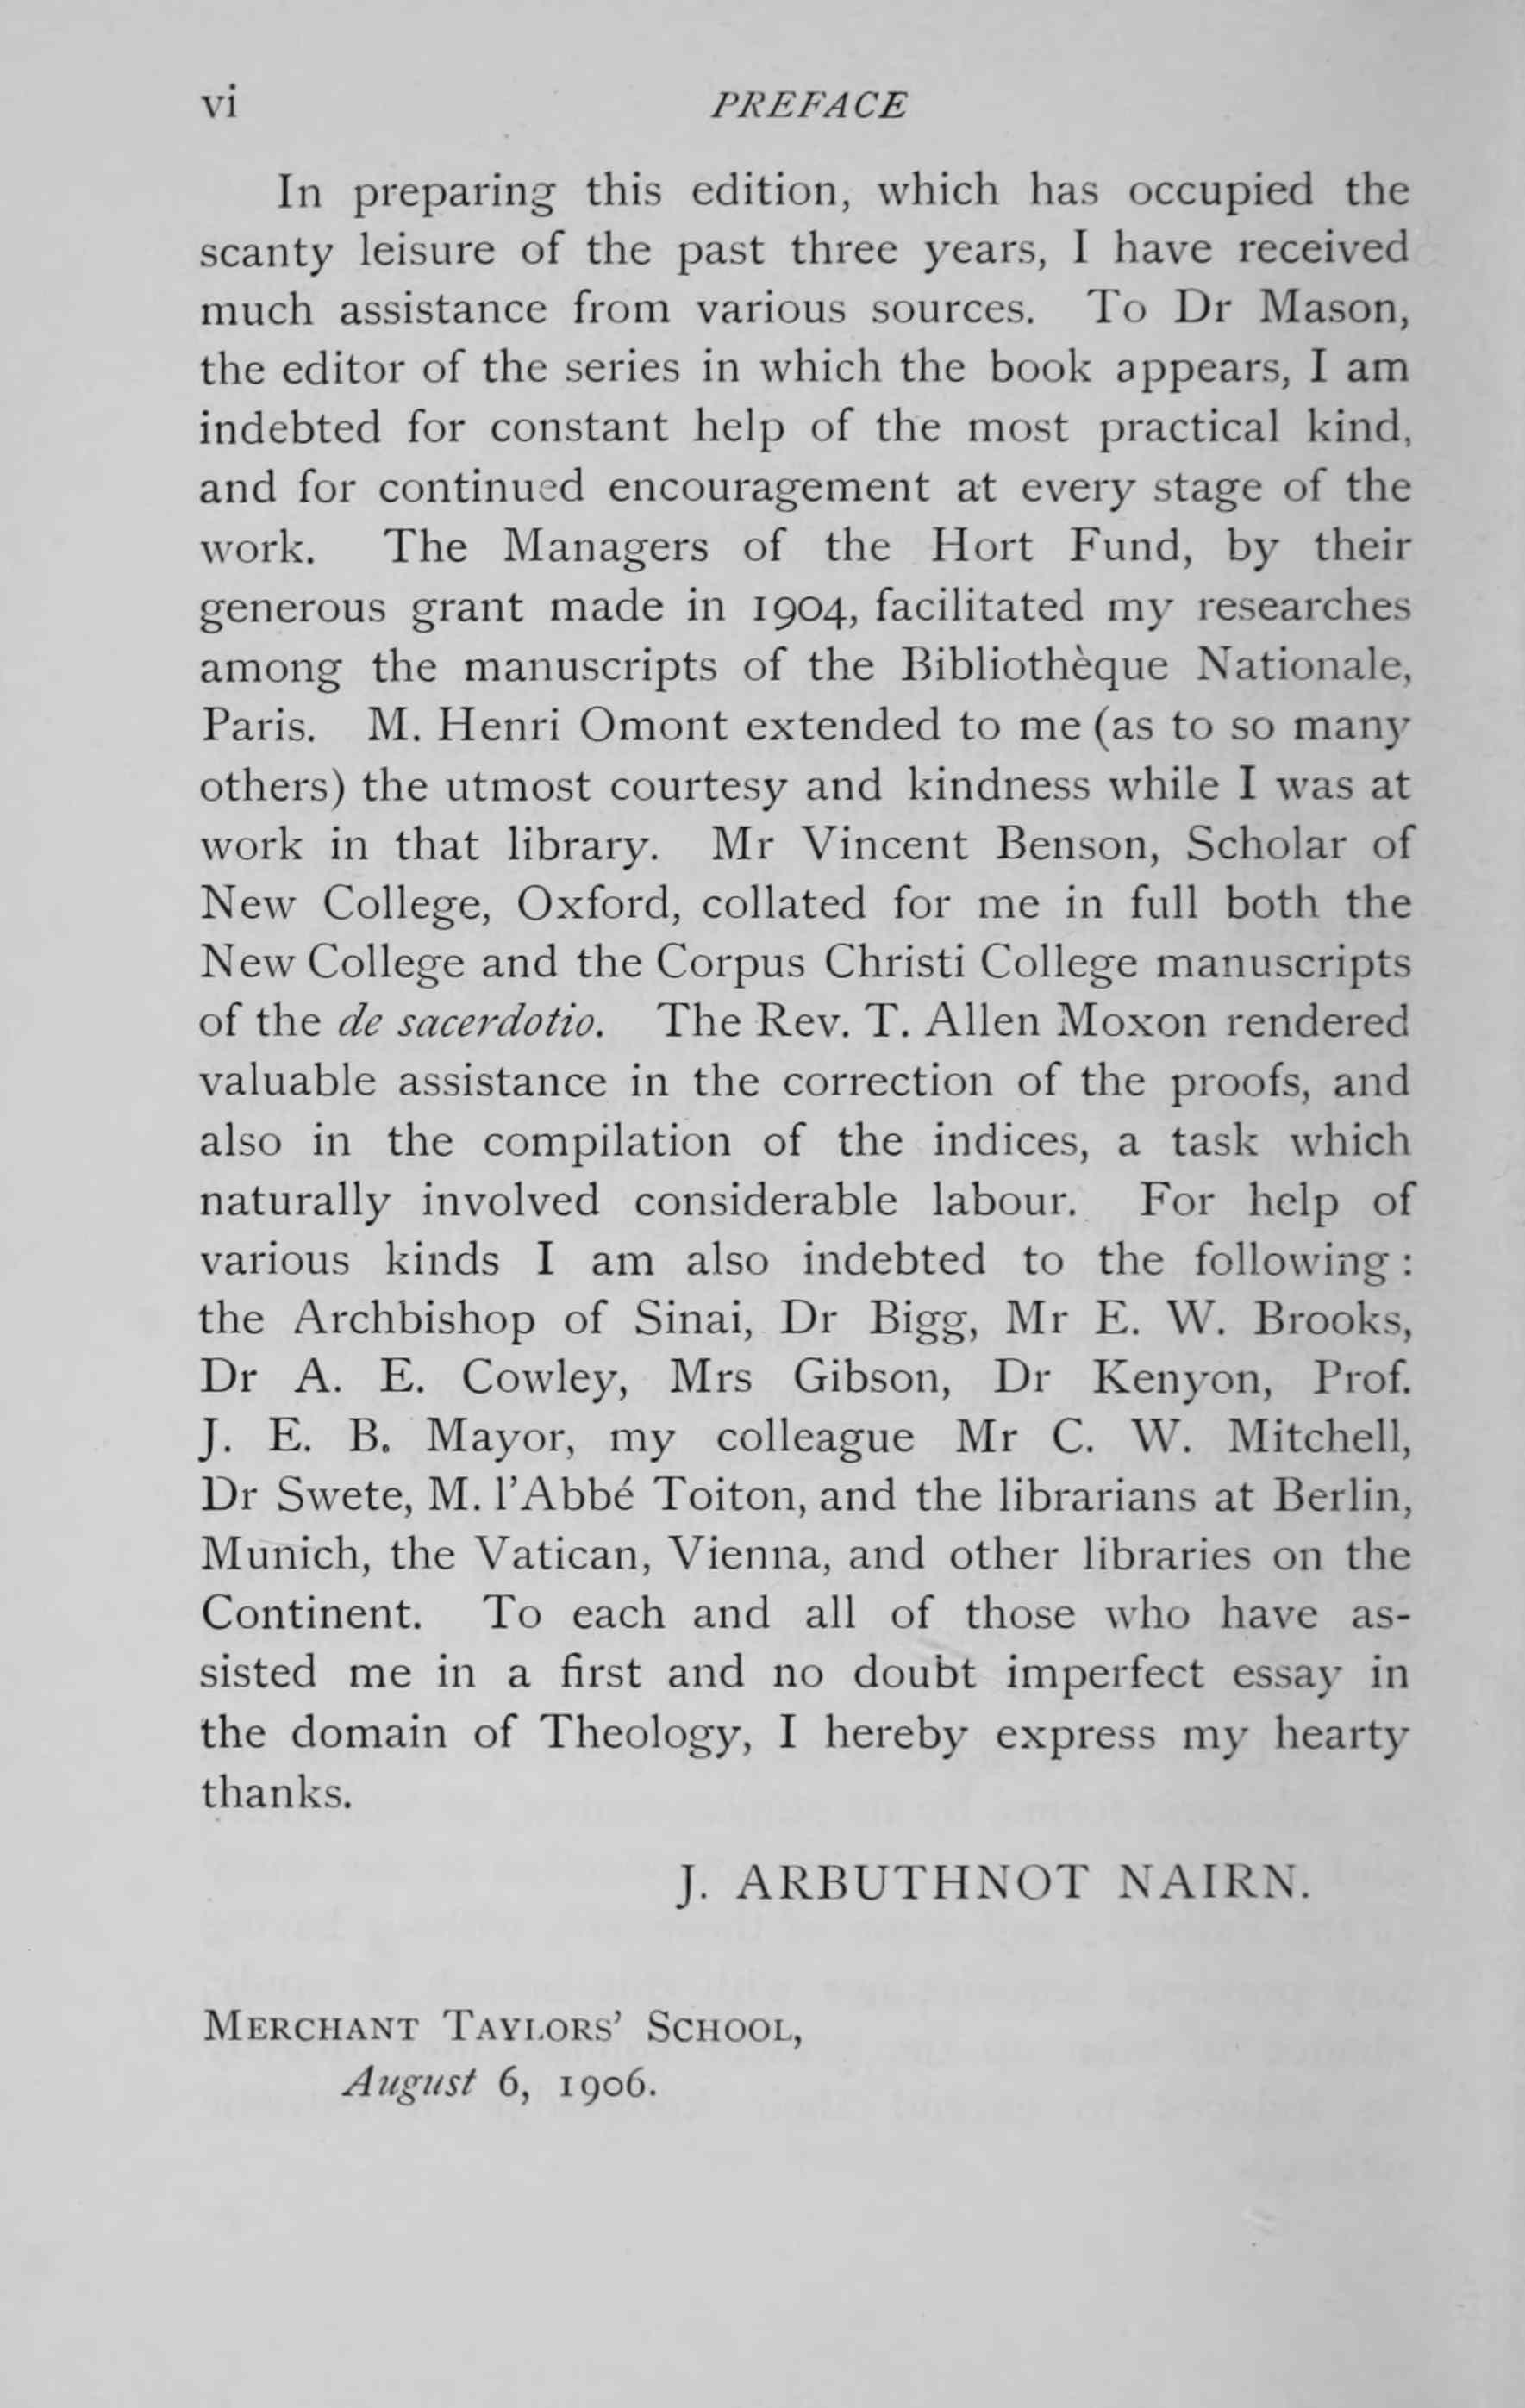 vi PREFACE
In preparing this edition, which has occupied the
scanty leisure of the past three years, I have received
much assistance from various sources. To Dr Mason,
the editor of the series in which the book appears, I am
indebted for constant help of the most practical kind,
and for continued encouragement at every stage of the
work. The Managers of the Hort Fund, by their
generous grant made in 1904, facilitated my researches
among the manuscripts of the Bibliothèque Nationale,
Paris. M. Henri Omont extended to me (as to so many
others) the utmost courtesy and kindness while I was at
work in that library. Mr Vincent Benson, Scholar of
New College, Oxford, collated for me in full both the
New College and the Corpus Christi College manuscripts
of the de sacerdotio. The Rev. T. Allen Moxon rendered
valuable assistance in the correction of the proofs, and
also in the compilation of the indices, a task which
naturally involved considerable labour. For help of
various kinds I am also indebted to the following :
the Archbishop of Sinai, Dr Bigg, Mr E. W. Brooks,
Dr A. E. Cowley, Mrs Gibson, Dr Kenyon, Prof.
J. E. B. Mayor, my colleague Mr C. W. Mitchell,
Dr Swete, M. l'Abbé Toiton, and the librarians at Berlin,
Munich, the Vatican, Vienna, and other libraries on the
Continent. To each and all of those who have as-
sisted me in a first and no doubt imperfect essay in
the domain of Theology, I hereby express my hearty
thanks.
J. ARBUTHNOT NAIRN.
MERCHANT TAYLORS' SCHOOL,
August 6, 1906.